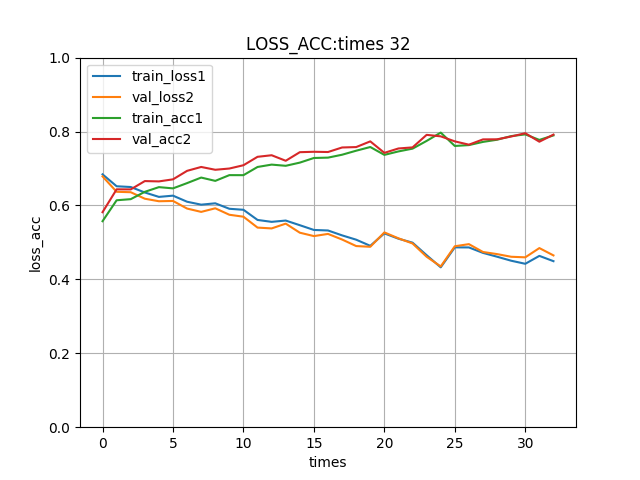 LOSS_ACC:times 32
1.0
0.8
0.6
0.4
0.2
0.0
loss_acc
train_loss1
val_loss2
train_acc1
val_acc2
0
5
10
15
20
25
30
times